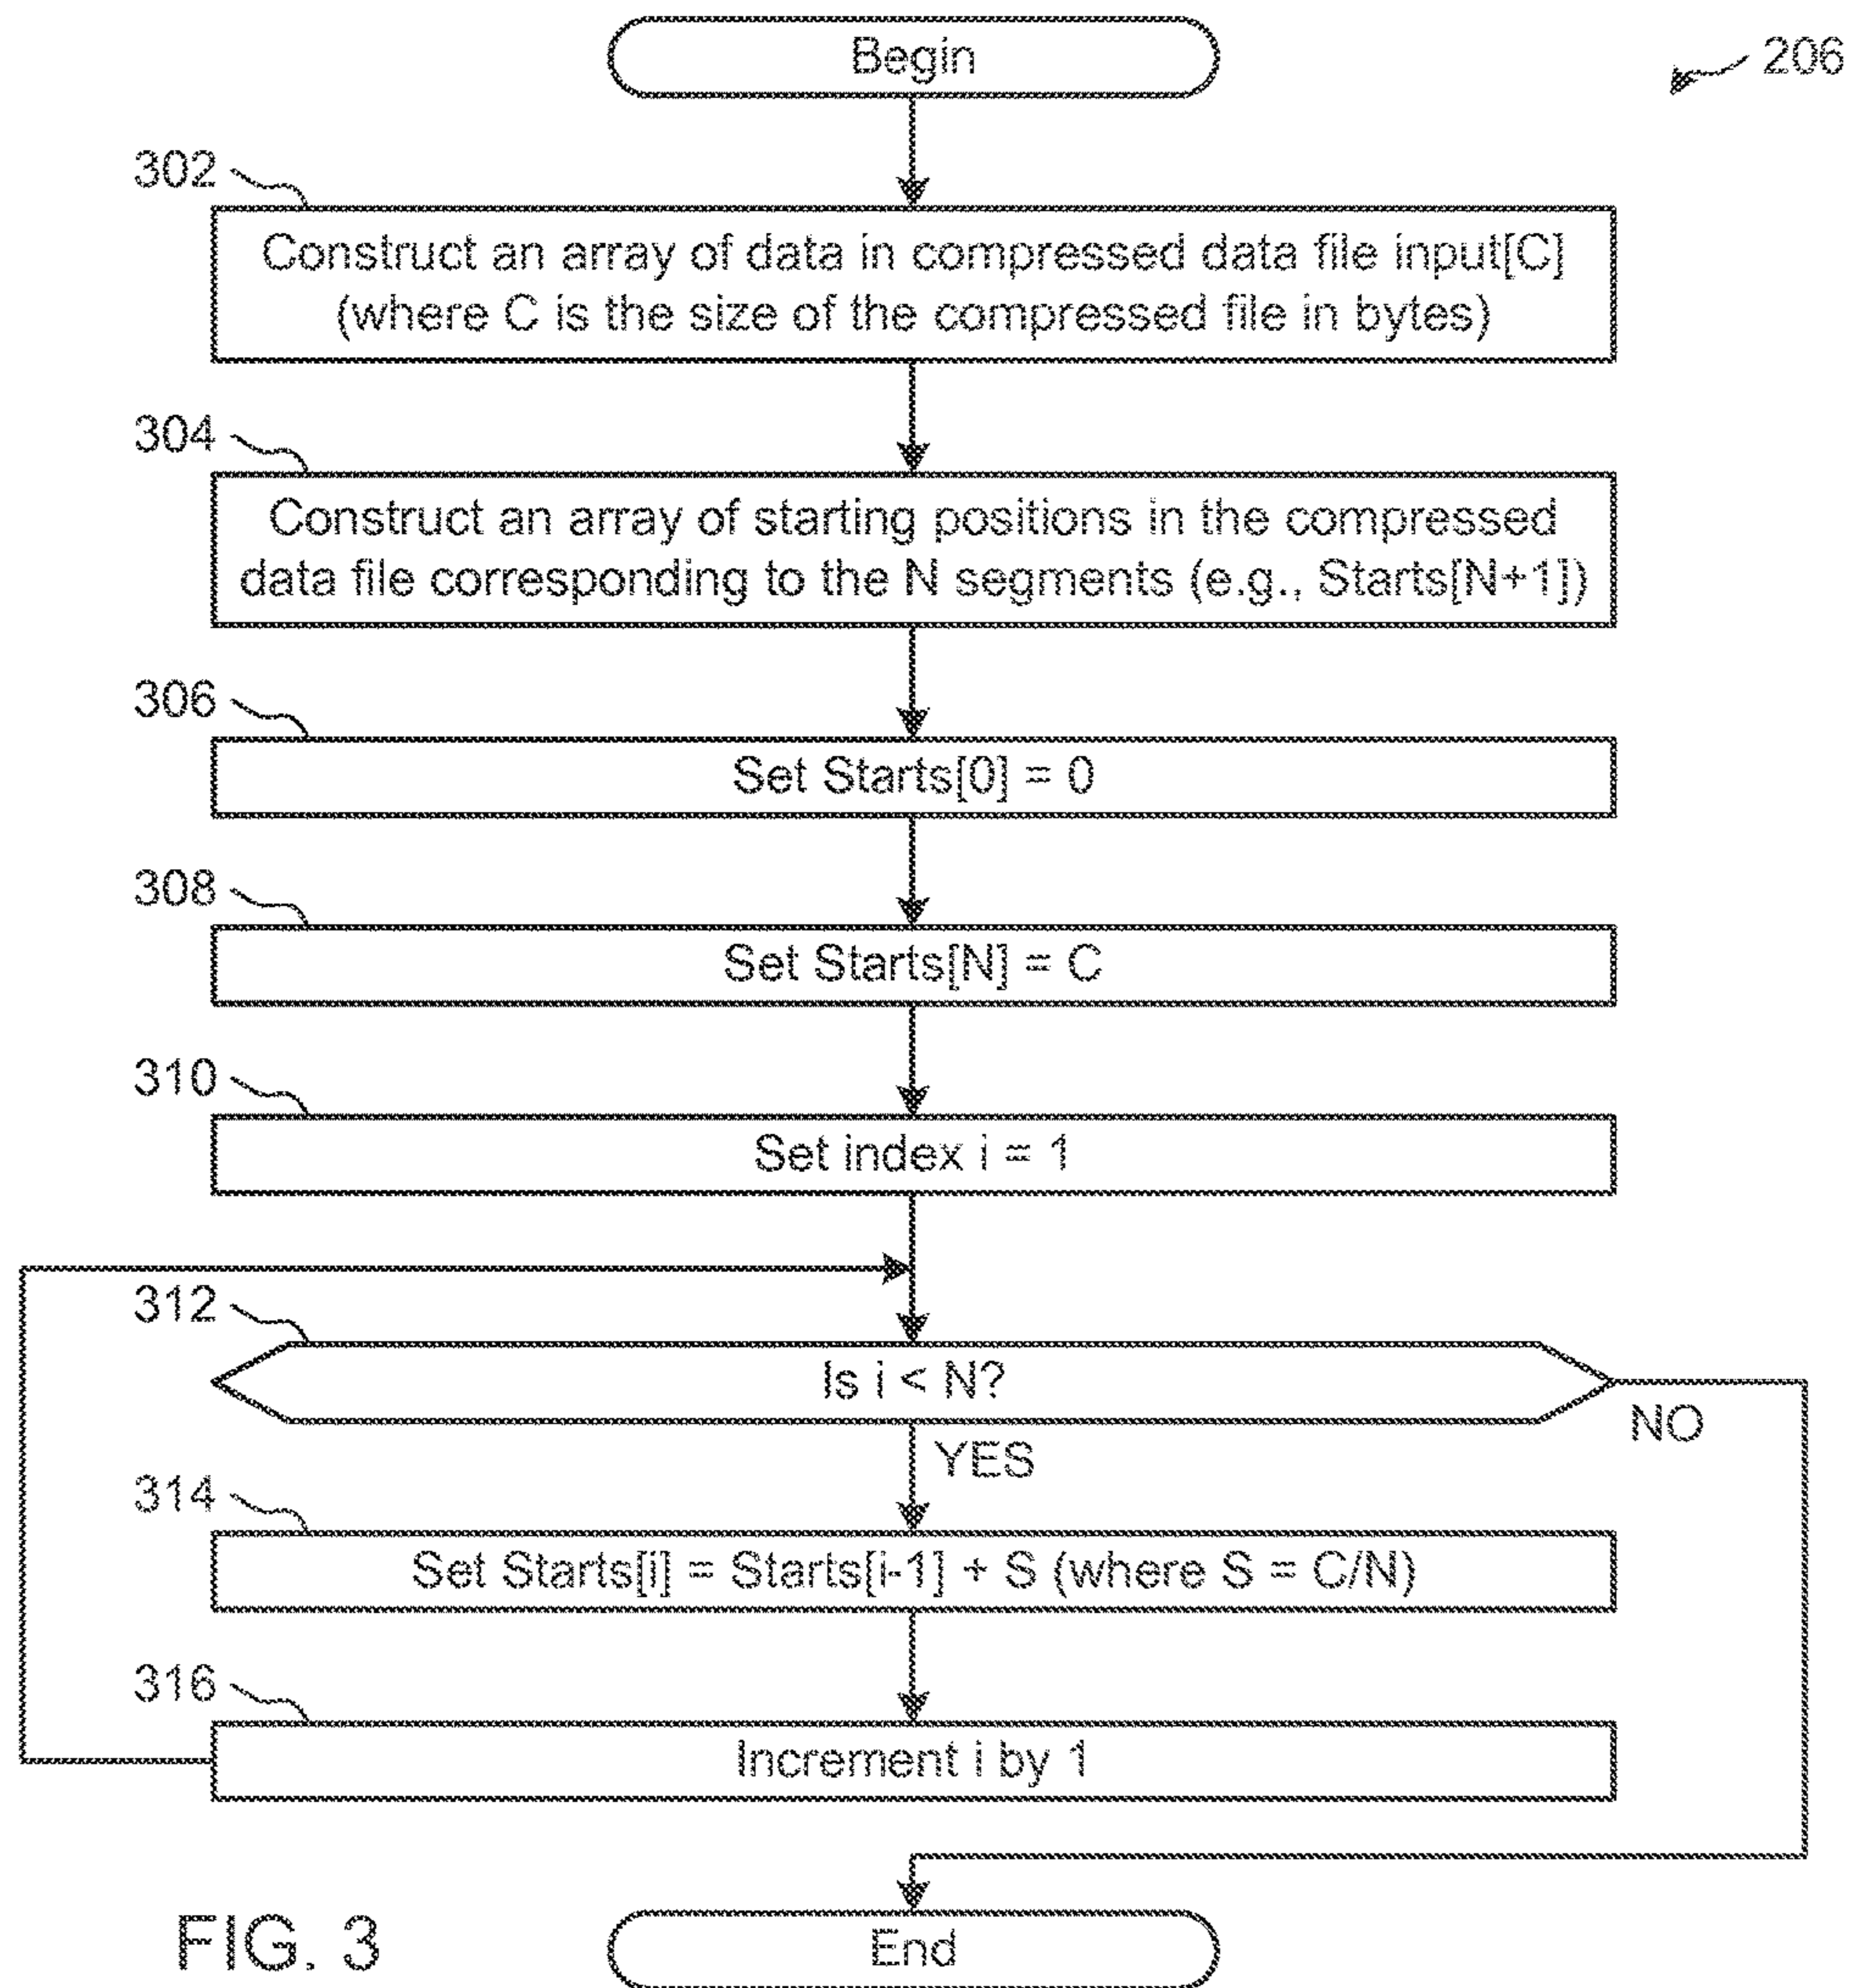 Begin
206
302
Construct an array of data in compressed data file input[C]
(where C is the size of the compressed file in bytes)
304
Construct an array of starting positions in the compressed
data file corresponding to the N segments (e.g., Starts[N+1])
306
Set Starts[0] = 0
308
Set Starts[N] = C
310
Set index i = 1
312
Is i < N?
NO
YES
314
Set Starts[i] = Starts[i-1] + S (where S = C/N)
316
Increment i by 1
FIG. 3
End